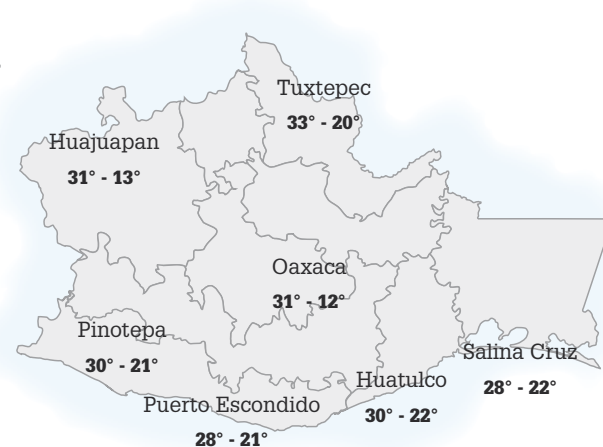 Tuxtepec
33° - 20°
Huajuapan
31° - 13°
Oaxaca
31° - 12°
Pinotepa
30° - 21°
Salina Cruz
28° - 22°
Huatulco
30° - 22°
Puerto Escondido
28° - 21°